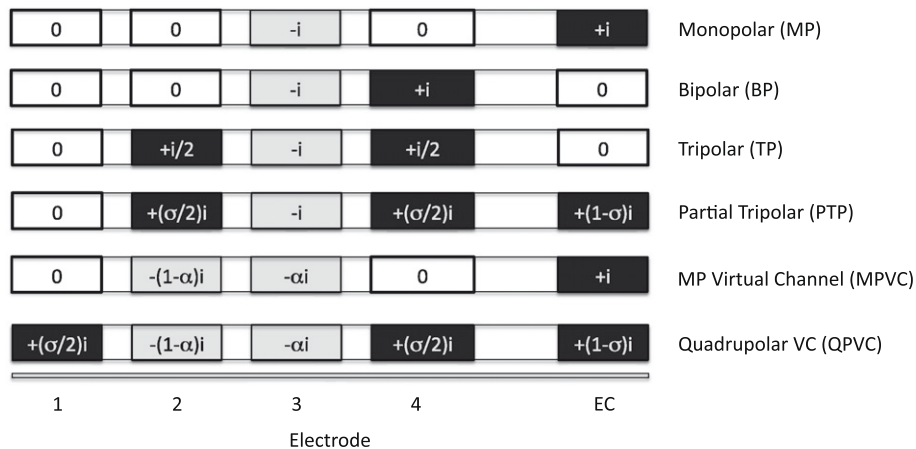 0 0 -i 0 +i Monopolar (MP)
0 0 -i +i 0 Bipolar (BP)
0 +i/2 -i +i/2 0 Tripolar (TP)
0 +(σ/2)i -i +(σ/2)i +(1-σ)i Partial Tripolar (PTP)
0 -(1-α)i -αi 0 +i MP Virtual Channel (MPVC)
+(σ/2)i -(1-α)i -αi +(σ/2)i +(1-σ)i Quadrupolar VC (QPVC)
1 2 3 4 EC
Electrode